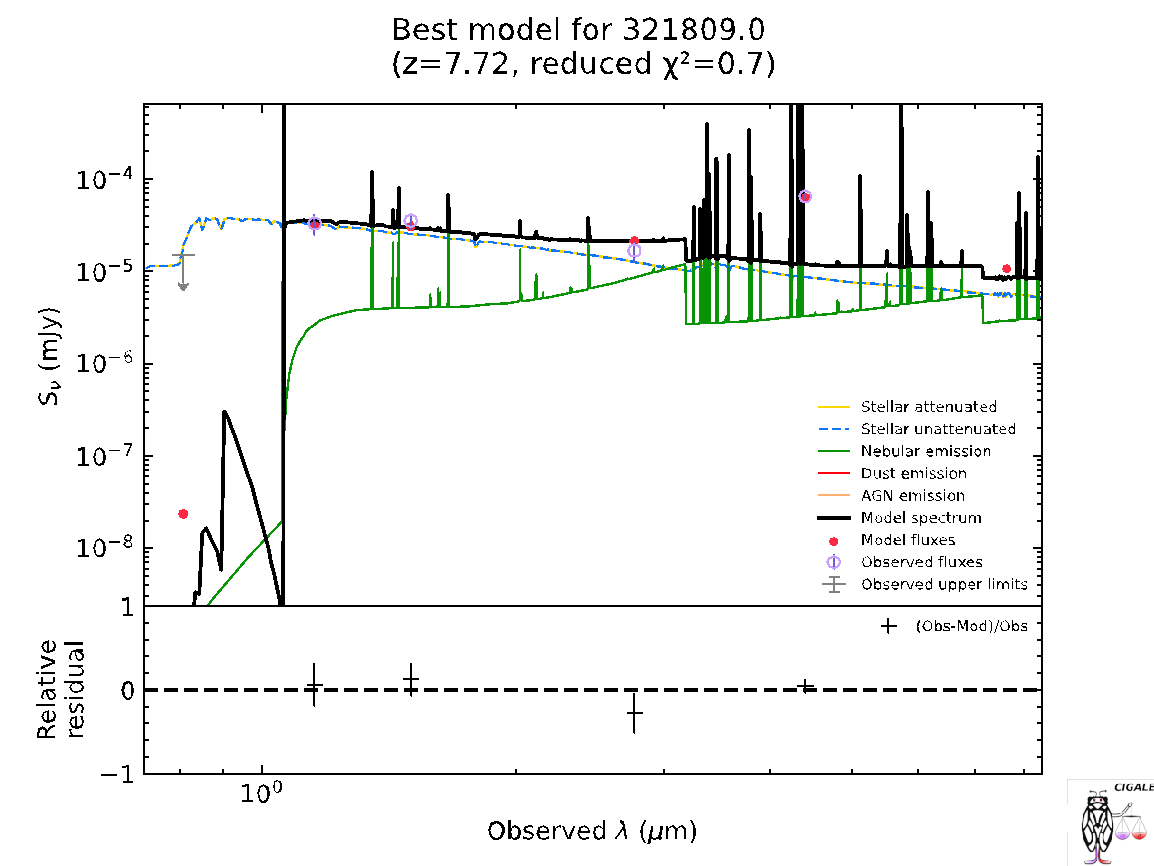 Best model for 321809.0
(z=7.72, reduced χ²=0.7)
10⁻⁴
10⁻⁵
10⁻⁶
10⁻⁷
10⁻⁸
S_ν (mJy)
Stellar attenuated
Stellar unattenuated
Nebular emission
Dust emission
AGN emission
Model spectrum
Model fluxes
Observed fluxes
Observed upper limits
1
0
−1
Relative
residual
(Obs-Mod)/Obs
10⁰
Observed λ (μm)
CIGALE